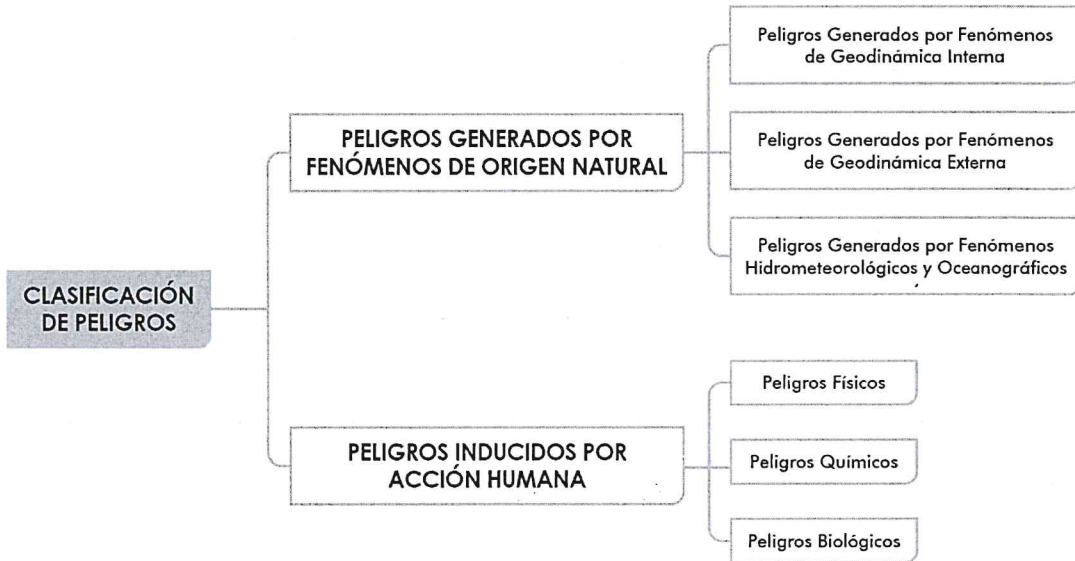 CLASIFICACIÓN
DE PELIGROS
PELIGROS GENERADOS POR
FENÓMENOS DE ORIGEN NATURAL
Peligros Generados por Fenómenos
de Geodinámica Interna
Peligros Generados por Fenómenos
de Geodinámica Externa
Peligros Generados por Fenómenos
Hidrometeorológicos y Oceanográficos
PELIGROS INDUCIDOS POR
ACCIÓN HUMANA
Peligros Físicos
Peligros Químicos
Peligros Biológicos